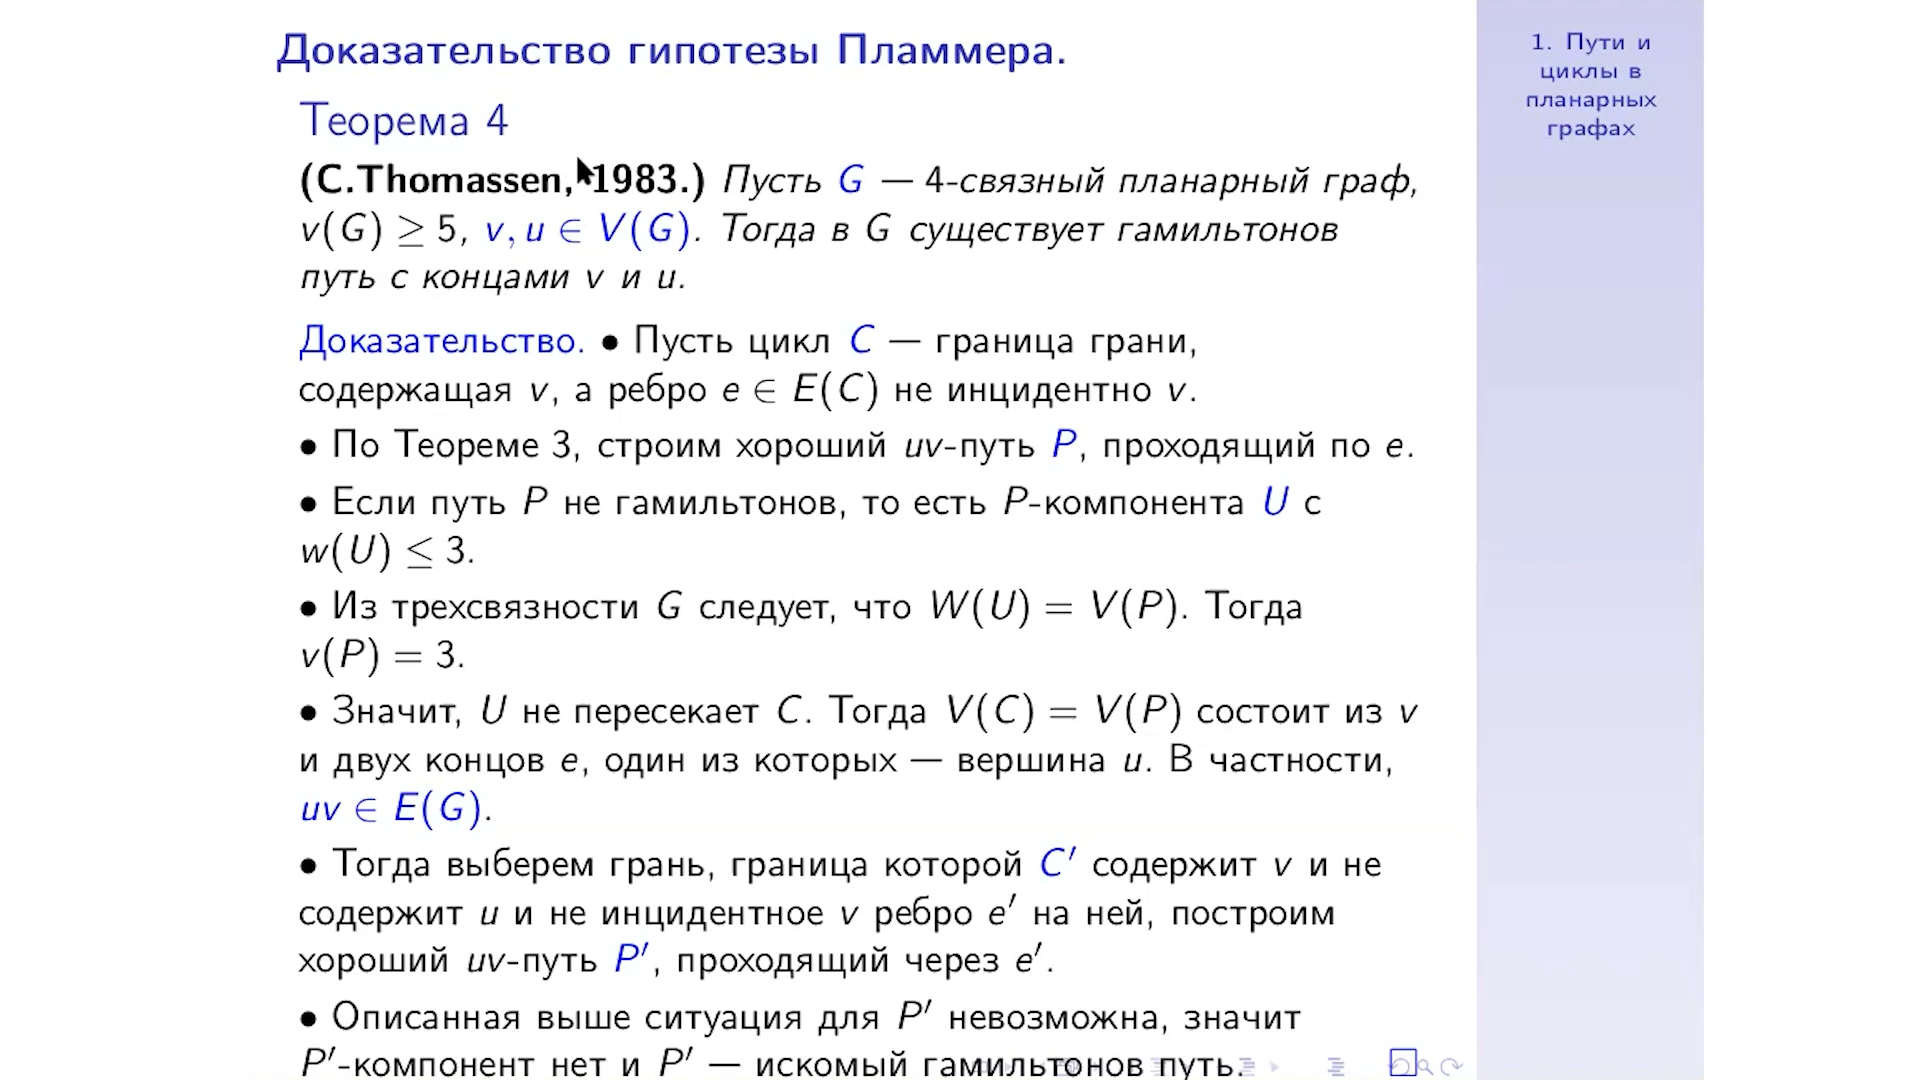 Доказательство гипотезы Пламмера.
Теорема 4
(C.Thomassen, 1983.) Пусть G — 4-связный планарный граф,
v(G) ≥ 5, v, u ∈ V(G). Тогда в G существует гамильтонов
путь с концами v и u.
Доказательство. • Пусть цикл C — граница грани,
содержащая v, а ребро e ∈ E(C) не инцидентно v.
• По Теореме 3, строим хороший uv-путь P, проходящий по e.
• Если путь P не гамильтонов, то есть P-компонента U с
w(U) ≤ 3.
• Из трехсвязности G следует, что W(U) = V(P). Тогда
v(P) = 3.
• Значит, U не пересекает C. Тогда V(C) = V(P) состоит из v
и двух концов e, один из которых — вершина u. В частности,
uv ∈ E(G).
• Тогда выберем грань, граница которой C′ содержит v и не
содержит u и не инцидентное v ребро e′ на ней, построим
хороший uv-путь P′, проходящий через e′.
• Описанная выше ситуация для P′ невозможна, значит
P′-компонент нет и P′ — искомый гамильтонов путь.
1. Пути и
циклы в
планарных
графах